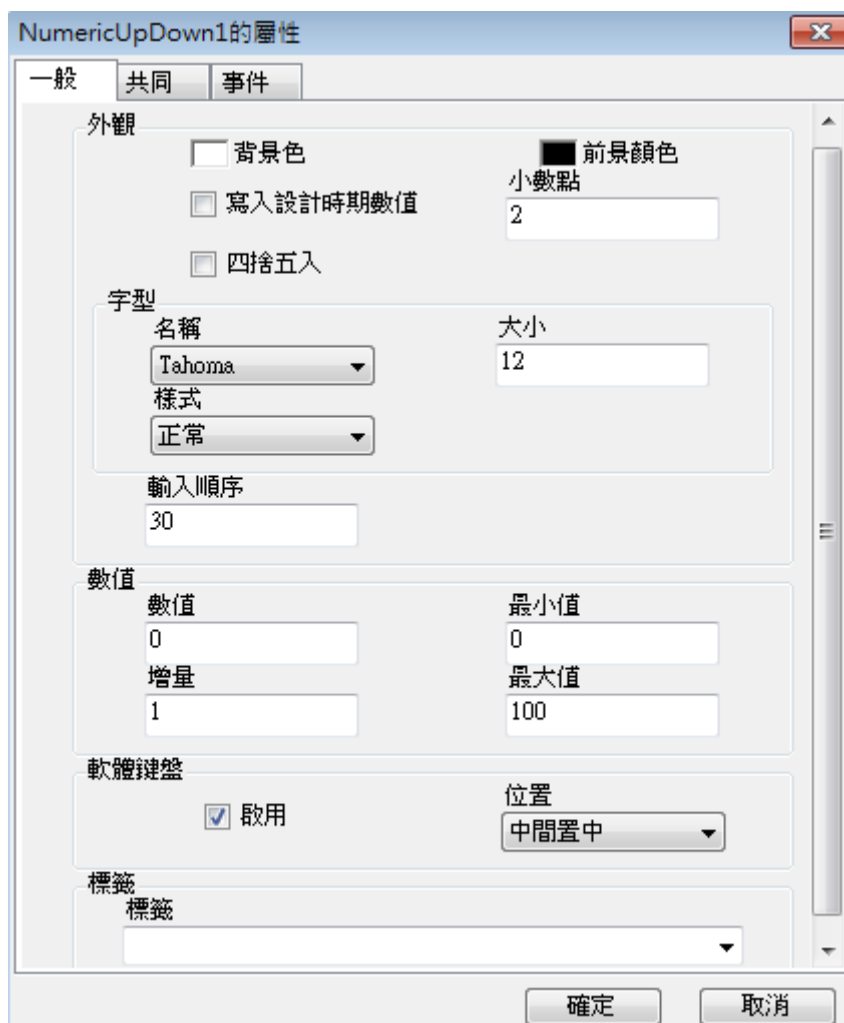 NumericUpDown1的屬性
一般 共同 事件
外觀
背景色 前景顏色
寫入設計時期數值 小數點
2
四捨五入
字型
名稱 大小
Tahoma 12
樣式
正常
輸入順序
30
數值
數值 最小值
0 0
增量 最大值
1 100
軟體鍵盤
啟用 位置
中間置中
標籤
標籤
確定 取消